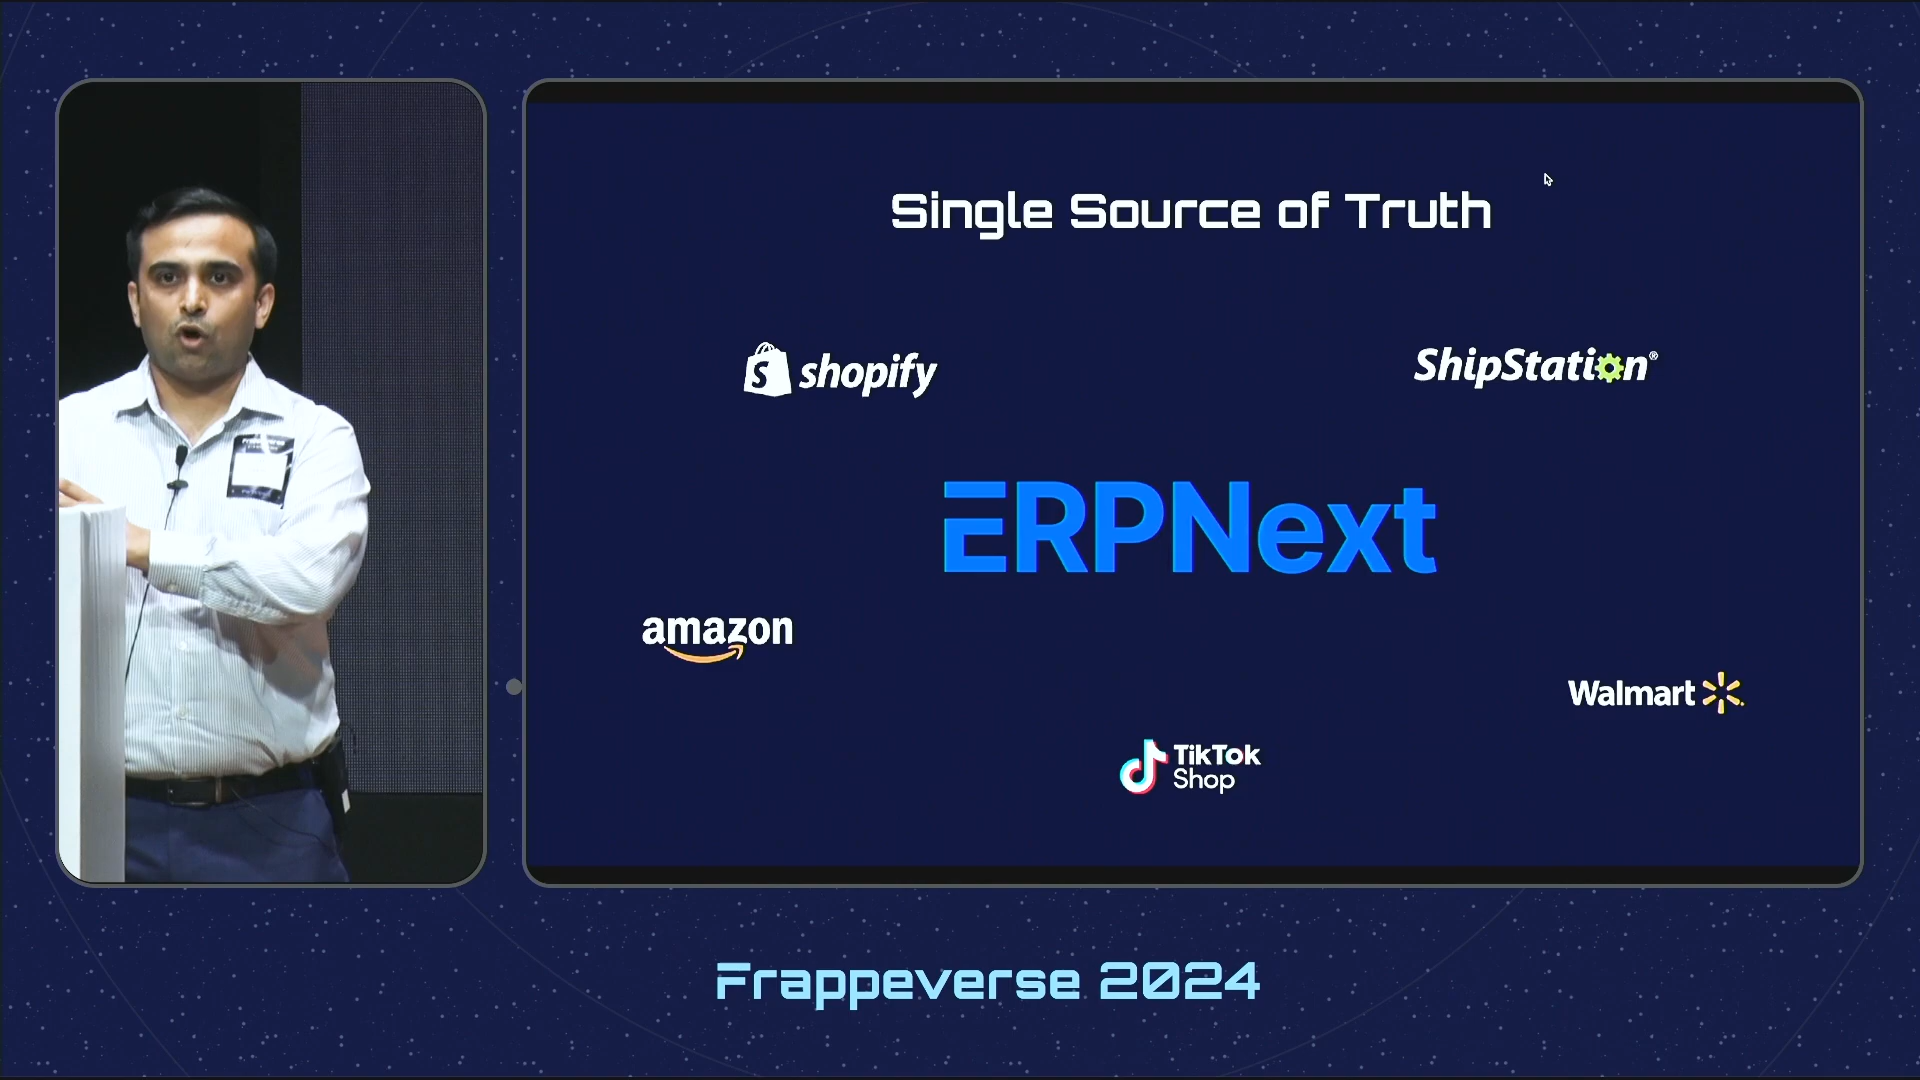 Single Source of Truth
shopify
ShipStation®
ERPNext
amazon
Walmart
TikTok
Shop
Frappeverse 2024